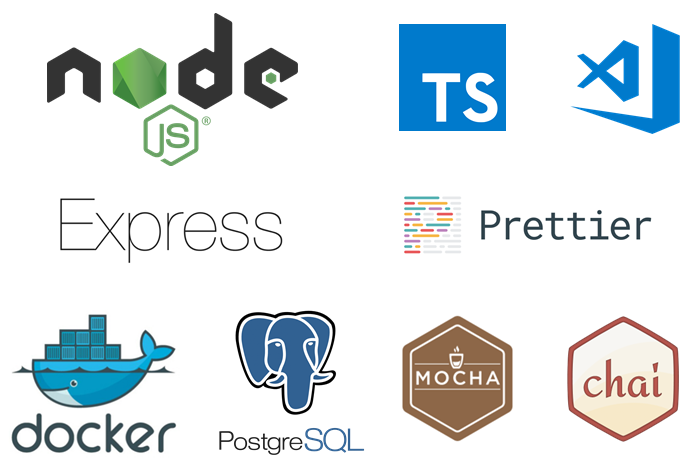 node
JS®
TS
Express
Prettier
docker
PostgreSQL
MOCHA
chai